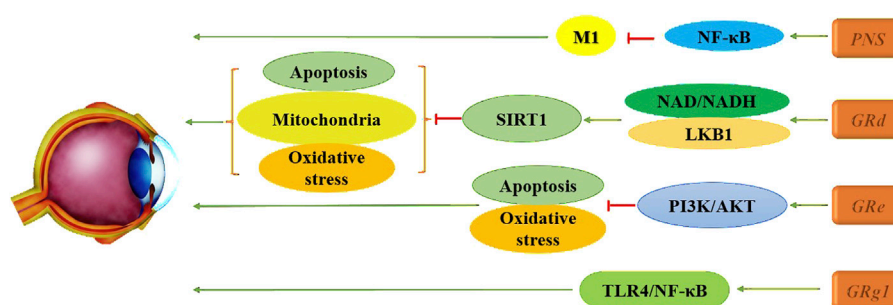 M1
NF-κB
PNS
Apoptosis
Mitochondria
Oxidative
stress
SIRT1
NAD/NADH
LKB1
GRd
Apoptosis
Oxidative
stress
PI3K/AKT
GRe
TLR4/NF-κB
GRg1